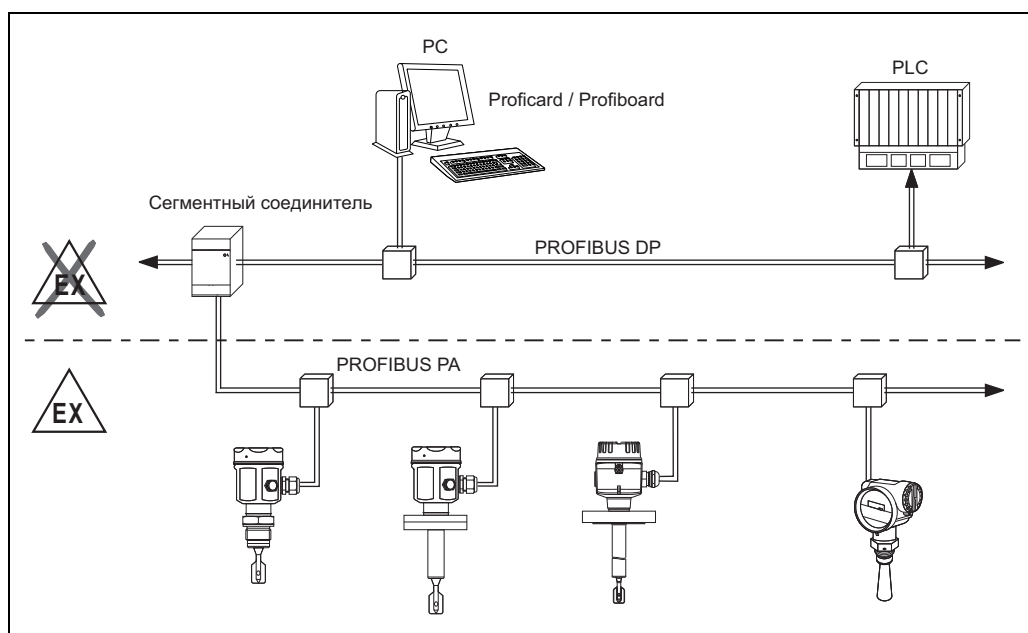 PC
PLC
Proficard / Profiboard
Сегментный соединитель
PROFIBUS DP
EX
PROFIBUS PA
EX